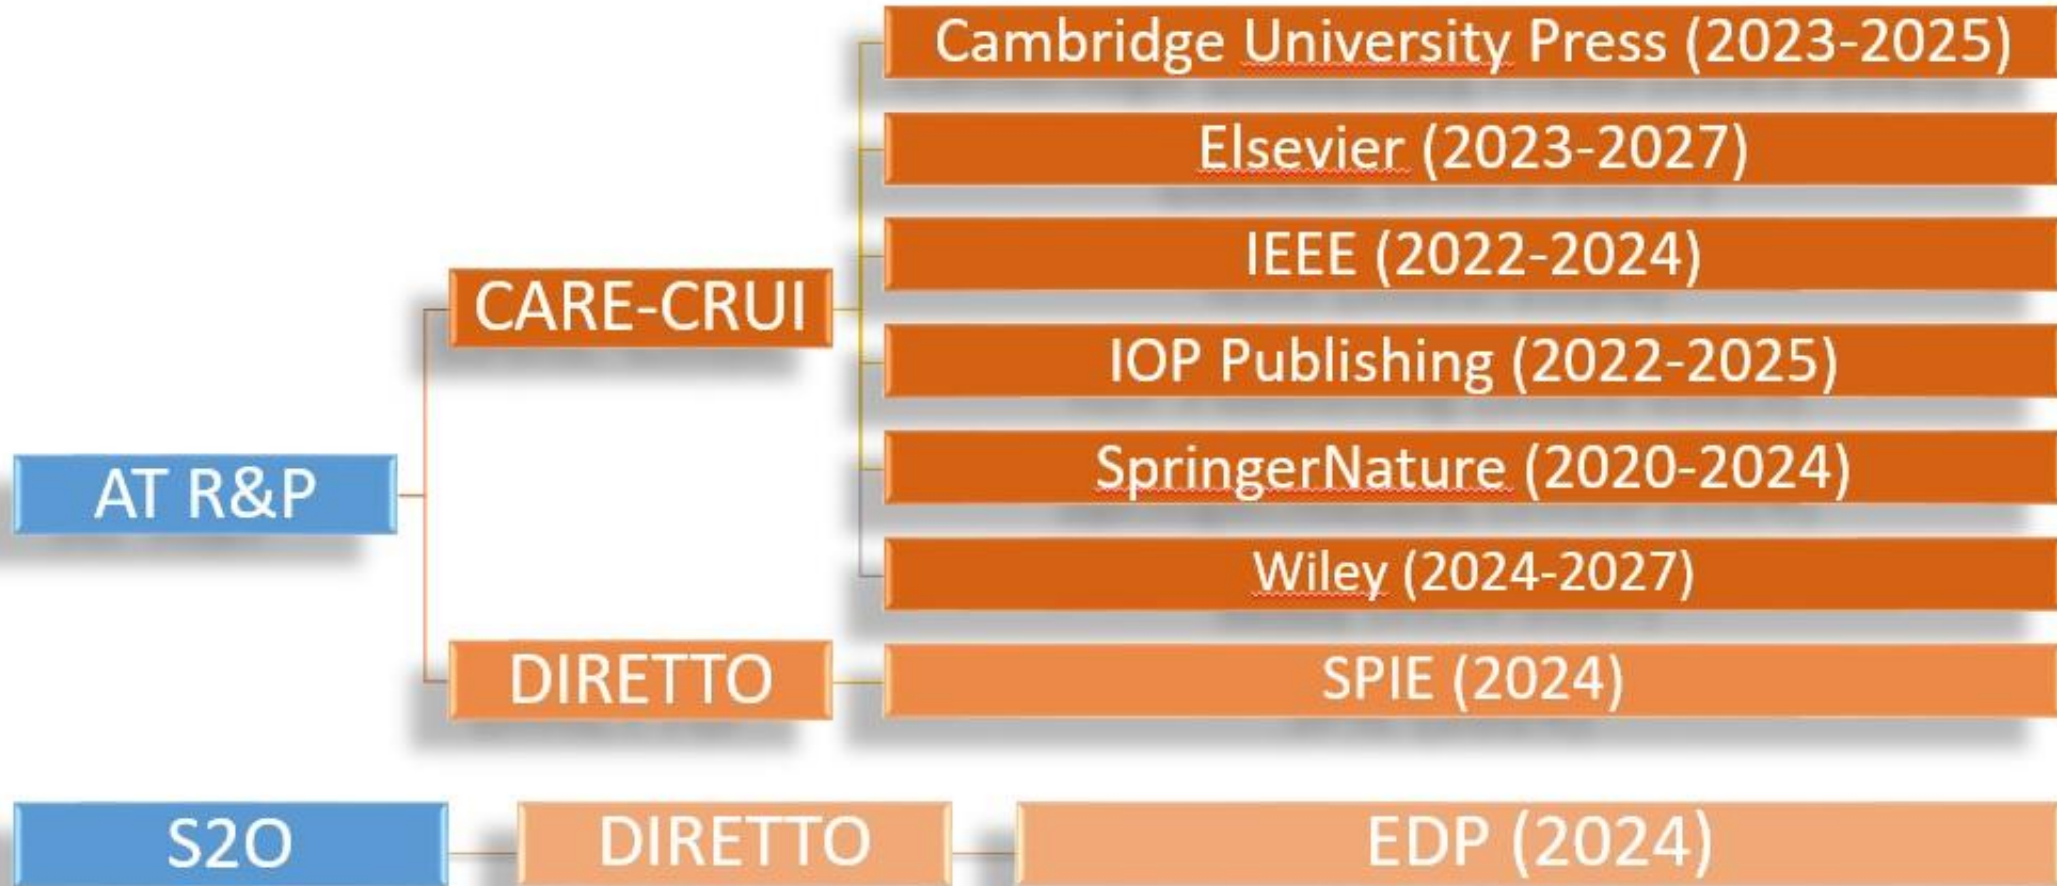 Cambridge University Press (2023-2025)
Elsevier (2023-2027)
IEEE (2022-2024)
CARE-CRUI
IOP Publishing (2022-2025)
SpringerNature (2020-2024)
AT R&P
Wiley (2024-2027)
DIRETTO
SPIE (2024)
S2O
DIRETTO
EDP (2024)